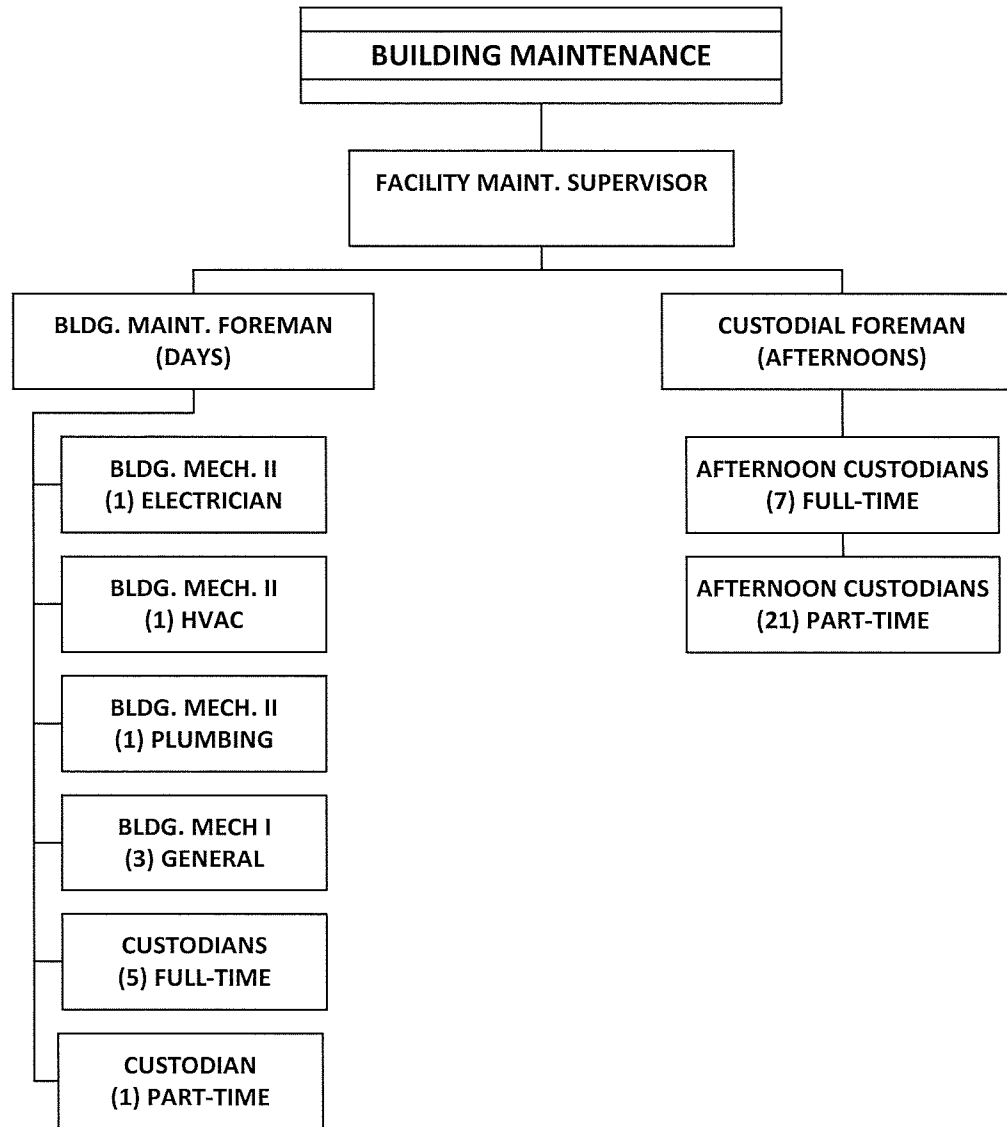 BUILDING MAINTENANCE
FACILITY MAINT. SUPERVISOR
BLDG. MAINT. FOREMAN
(DAYS)
BLDG. MECH. II
(1) ELECTRICIAN
BLDG. MECH. II
(1) HVAC
BLDG. MECH. II
(1) PLUMBING
BLDG. MECH I
(3) GENERAL
CUSTODIANS
(5) FULL-TIME
CUSTODIAN
(1) PART-TIME
CUSTODIAL FOREMAN
(AFTERNOONS)
AFTERNOON CUSTODIANS
(7) FULL-TIME
AFTERNOON CUSTODIANS
(21) PART-TIME